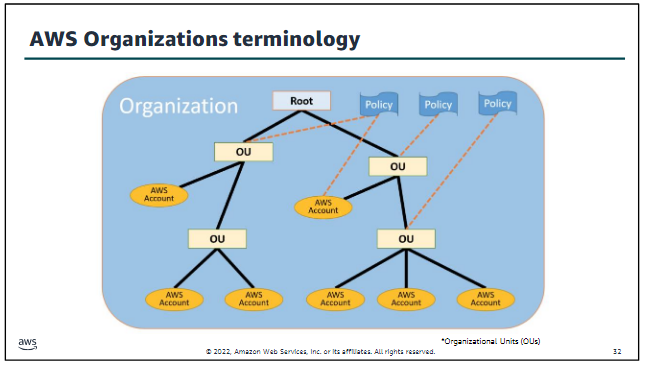 AWS Organizations terminology
Organization
Root
Policy
Policy
Policy
OU
OU
AWS
Account
AWS
Account
OU
OU
AWS
Account
AWS
Account
AWS
Account
AWS
Account
AWS
Account
*Organizational Units (OUs)
aws
© 2022, Amazon Web Services, Inc. or its affiliates. All rights reserved.
32